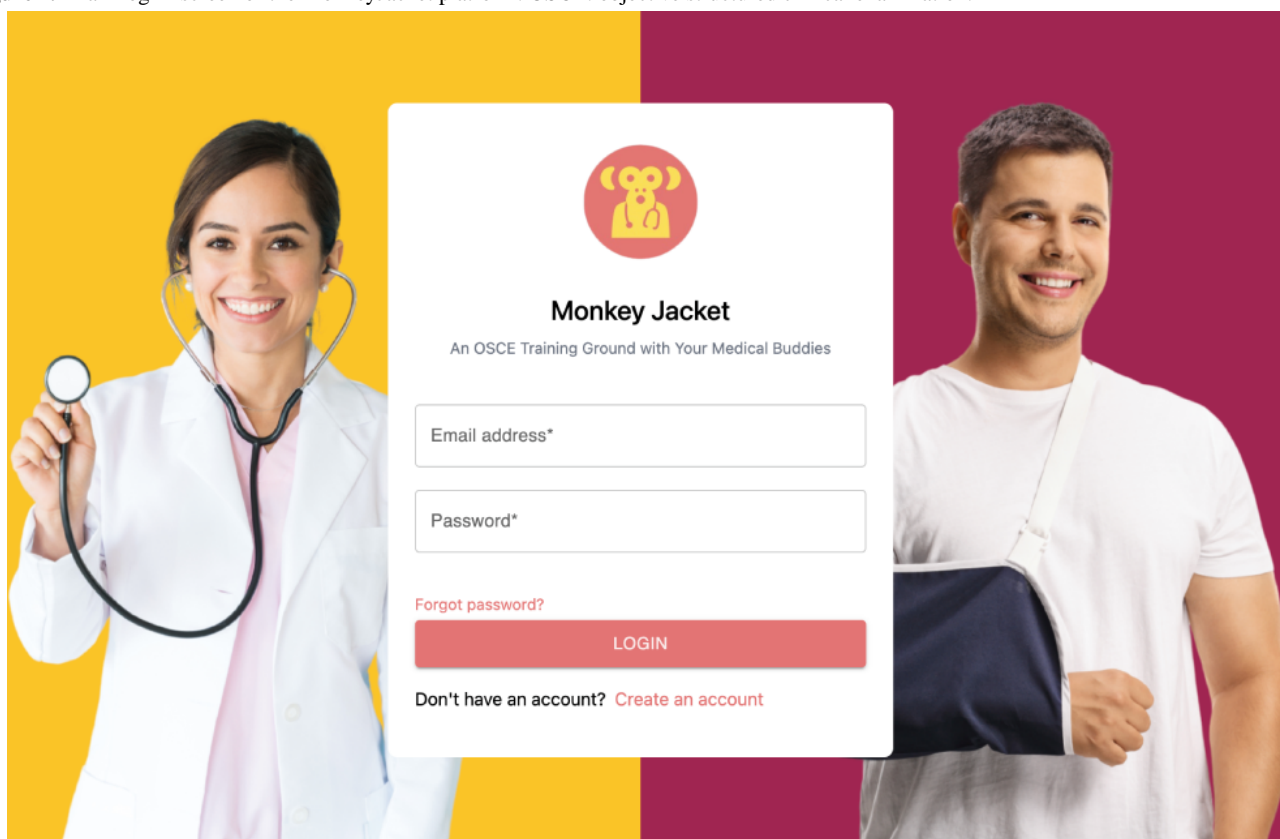 Monkey Jacket
An OSCE Training Ground with Your Medical Buddies
Email address*
Password*
Forgot password?
LOGIN
Don't have an account? Create an account